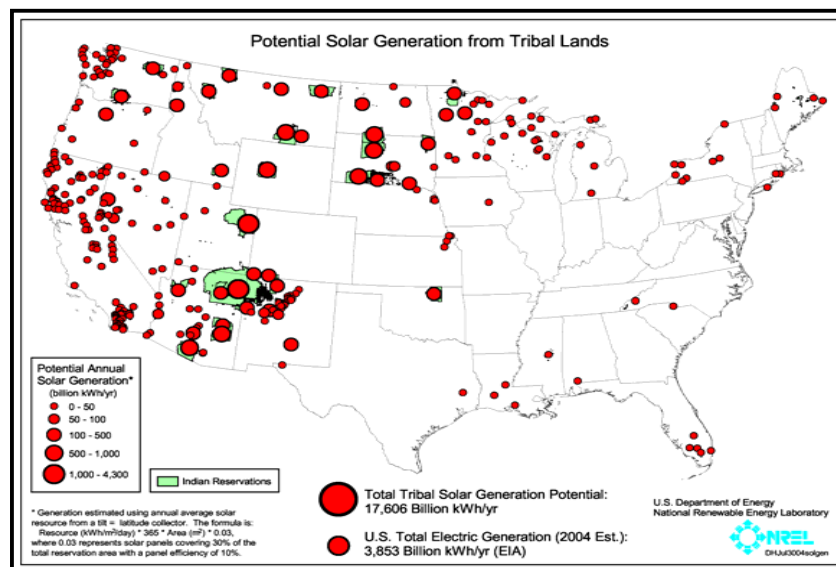 Potential Solar Generation from Tribal Lands
Potential Annual
Solar Generation*
(billion kWh/yr)
0 - 50
50 - 100
100 - 500
500 - 1,000
1,000 - 4,300
Indian Reservations
* Generation estimated using annual average solar
resource from a tilt = latitude collector. The formula is:
Resource (kWh/m²/day) * 365 * Area (m²) * 0.03,
where 0.03 represents solar panels covering 30% of the
total reservation area with a panel efficiency of 10%.
Total Tribal Solar Generation Potential:
17,606 Billion kWh/yr
U.S. Total Electric Generation (2004 Est.):
3,853 Billion kWh/yr (EIA)
U.S. Department of Energy
National Renewable Energy Laboratory
NREL
DHJul3004solgen